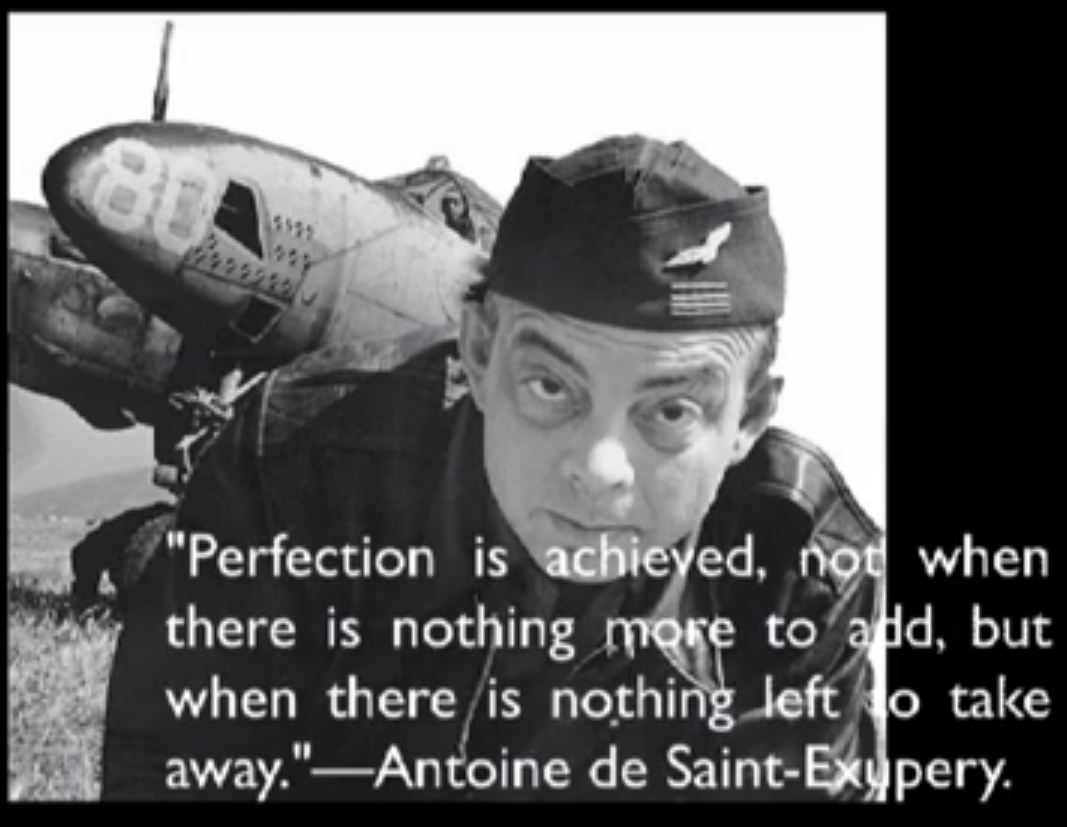 80
"Perfection is achieved, not when
there is nothing more to add, but
when there is nothing left to take
away."—Antoine de Saint-Exupery.